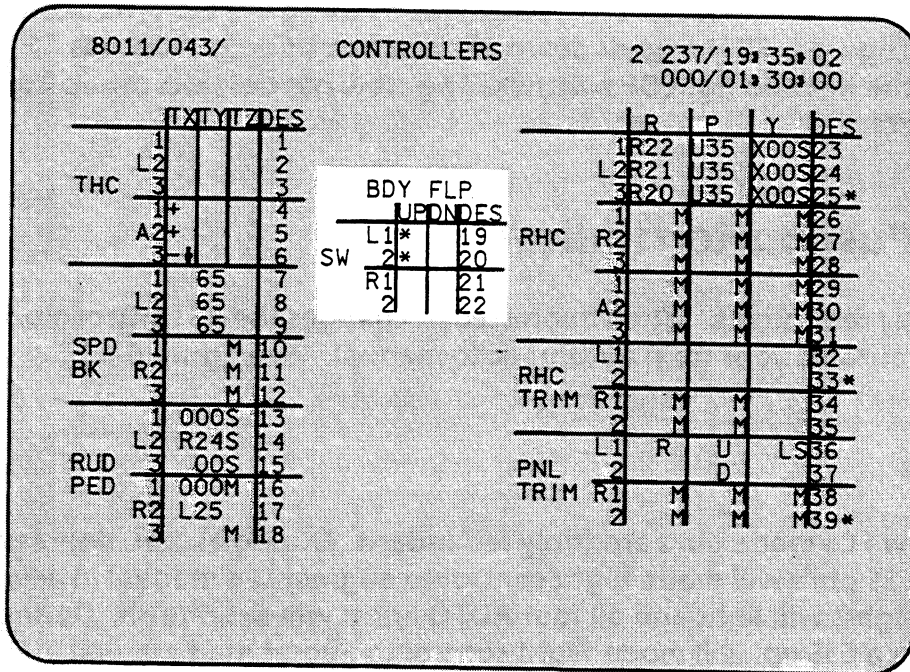 8011/043/ CONTROLLERS 2 237/19:35:02
000/01:30:00
TX TY TZ DES
1 1
L2 2
THC 3 3
1 + 4
A2 + 5
3 -↓ 6
1 65 7
L2 65 8
3 65 9
SPD 1 M 10
BK R2 M 11
3 M 12
1 000S 13
L2 R24S 14
RUD 3 00S 15
PED 1 000M 16
R2 L25 17
3 M 18
BDY FLP
UP DN DES
L1 * 19
SW 2 * 20
R1 21
2 22
R P Y DES
1 R22 U35 X00S 23
L2 R21 U35 X00S 24
3 R20 U35 X00S 25*
1 M M M 26
RHC R2 M M M 27
3 M M M 28
1 M M M 29
A2 M M M 30
3 M M M 31
L1 32
RHC 2 33*
TRIM R1 M M 34
2 M M 35
L1 R U LS 36
PNL 2 D 37
TRIM R1 M M M 38
2 M M M 39*